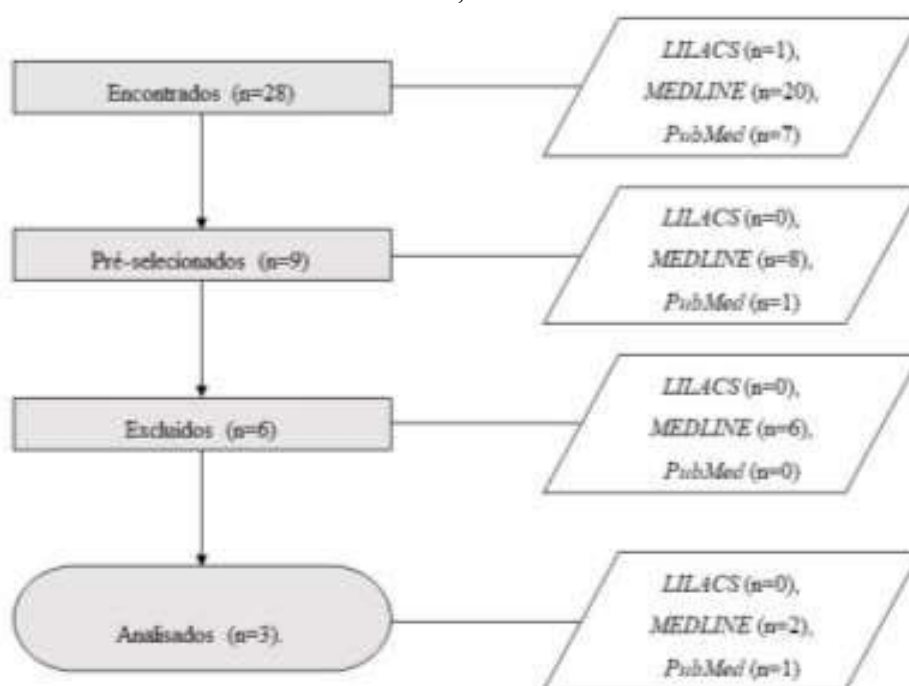 Encontrados (n=28)
LILACS (n=1),
MEDLINE (n=20),
PubMed (n=7)
Pré-selecionados (n=9)
LILACS (n=0),
MEDLINE (n=8),
PubMed (n=1)
Excluídos (n=6)
LILACS (n=0),
MEDLINE (n=6),
PubMed (n=0)
Analisados (n=3).
LILACS (n=0),
MEDLINE (n=2),
PubMed (n=1)